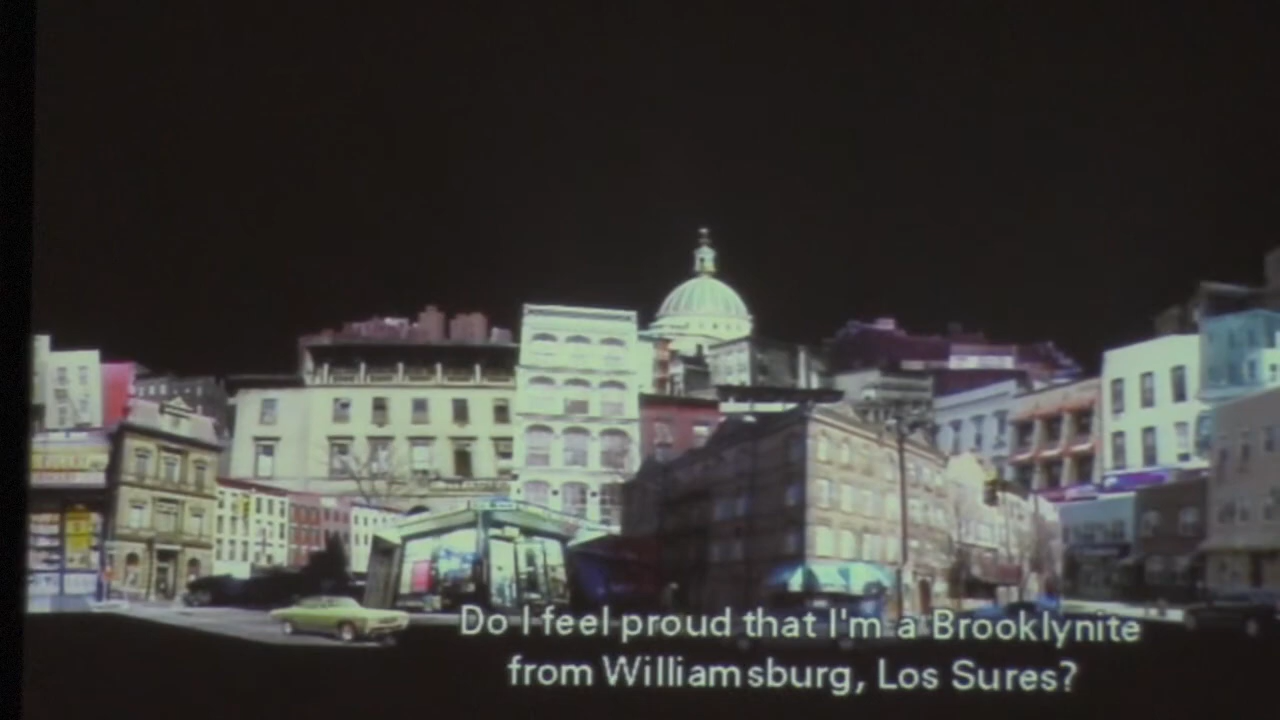 Do I feel proud that I'm a Brooklynite
from Williamsburg, Los Sures?